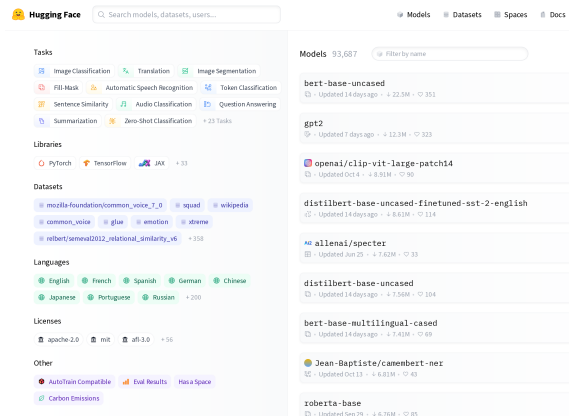 Hugging Face
Search models, datasets, users...
Models
Datasets
Spaces
Docs
Tasks
Image Classification Translation Image Segmentation
Fill-Mask Automatic Speech Recognition Token Classification
Sentence Similarity Audio Classification Question Answering
Summarization Zero-Shot Classification + 23 Tasks
Libraries
PyTorch TensorFlow JAX + 33
Datasets
mozilla-foundation/common_voice_7_0 squad wikipedia
common_voice glue emotion xtreme
relbert/semeval2012_relational_similarity_v6 +358
Languages
English French Spanish German Chinese
Japanese Portuguese Russian + 200
Licenses
apache-2.0 mit afl-3.0 + 56
Other
AutoTrain Compatible Eval Results Has a Space
Carbon Emissions
Models 93,687
Filter by name
bert-base-uncased
Updated 14 days ago • ↓ 22.5M • ♡ 351
gpt2
Updated 7 days ago • ↓ 12.3M • ♡ 323
openai/clip-vit-large-patch14
Updated Oct 4 • ↓ 8.91M • ♡ 90
distilbert-base-uncased-finetuned-sst-2-english
Updated 14 days ago • ↓ 8.61M • ♡ 114
AI2 allenai/specter
Updated Jun 25 • ↓ 7.62M • ♡ 33
distilbert-base-uncased
Updated 14 days ago • ↓ 7.56M • ♡ 104
bert-base-multilingual-cased
Updated 14 days ago • ↓ 7.41M • ♡ 69
Jean-Baptiste/camembert-ner
Updated Oct 13 • ↓ 6.81M • ♡ 43
roberta-base
Updated Sep 29 • ↓ 6.76M • ♡ 85